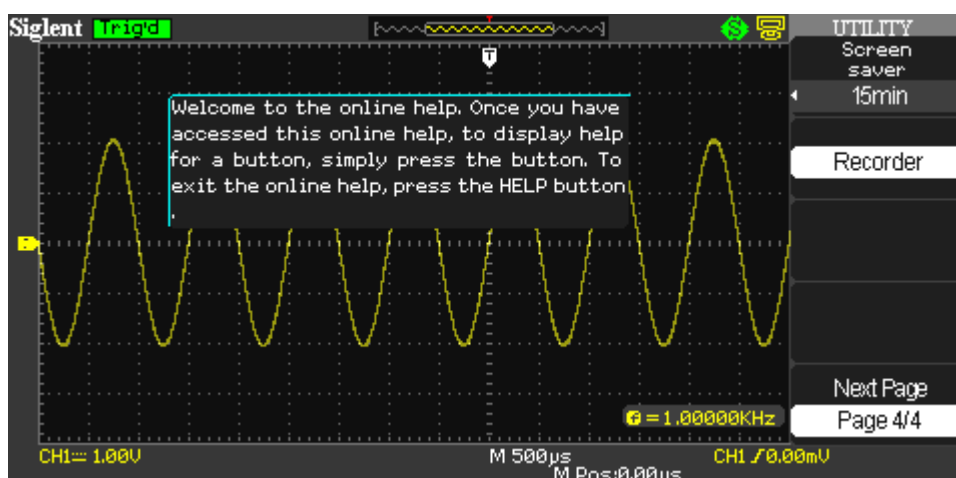 Siglent Trig'd
T
S
UTILITY
Screen
saver
15min
Recorder
Next Page
Page 4/4
Welcome to the online help. Once you have
accessed this online help, to display help
for a button, simply press the button. To
exit the online help, press the HELP button
.
f = 1.00000KHz
CH1 1.00V
M 500µs
M Pos:0.00µs
CH1 0.00mV